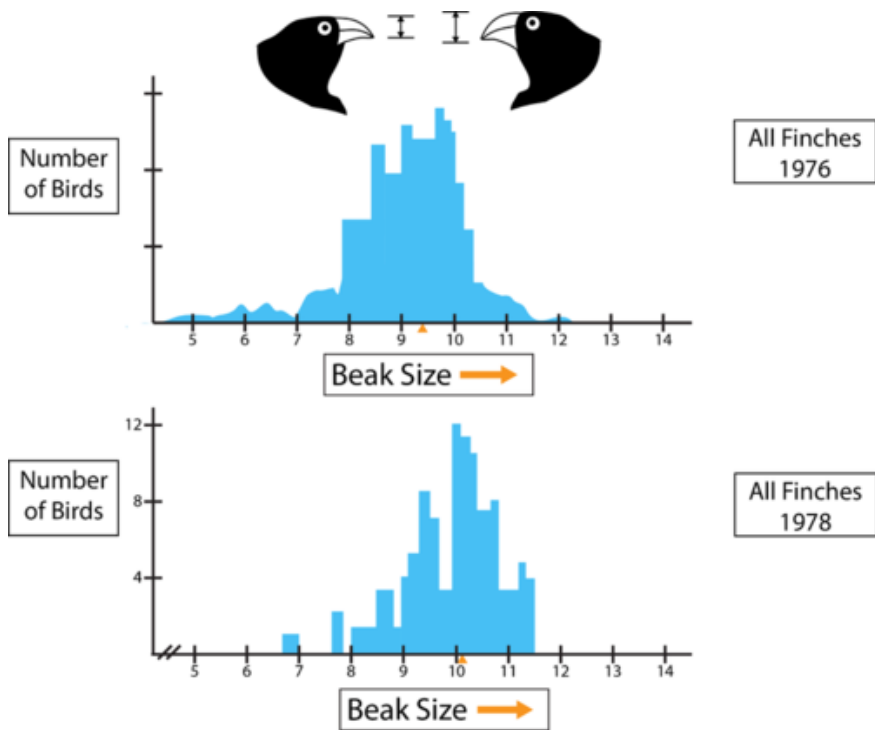 Number
of Birds
All Finches
1976
5 6 7 8 9 10 11 12 13 14
Beak Size
12
8
4
Number
of Birds
All Finches
1978
5 6 7 8 9 10 11 12 13 14
Beak Size